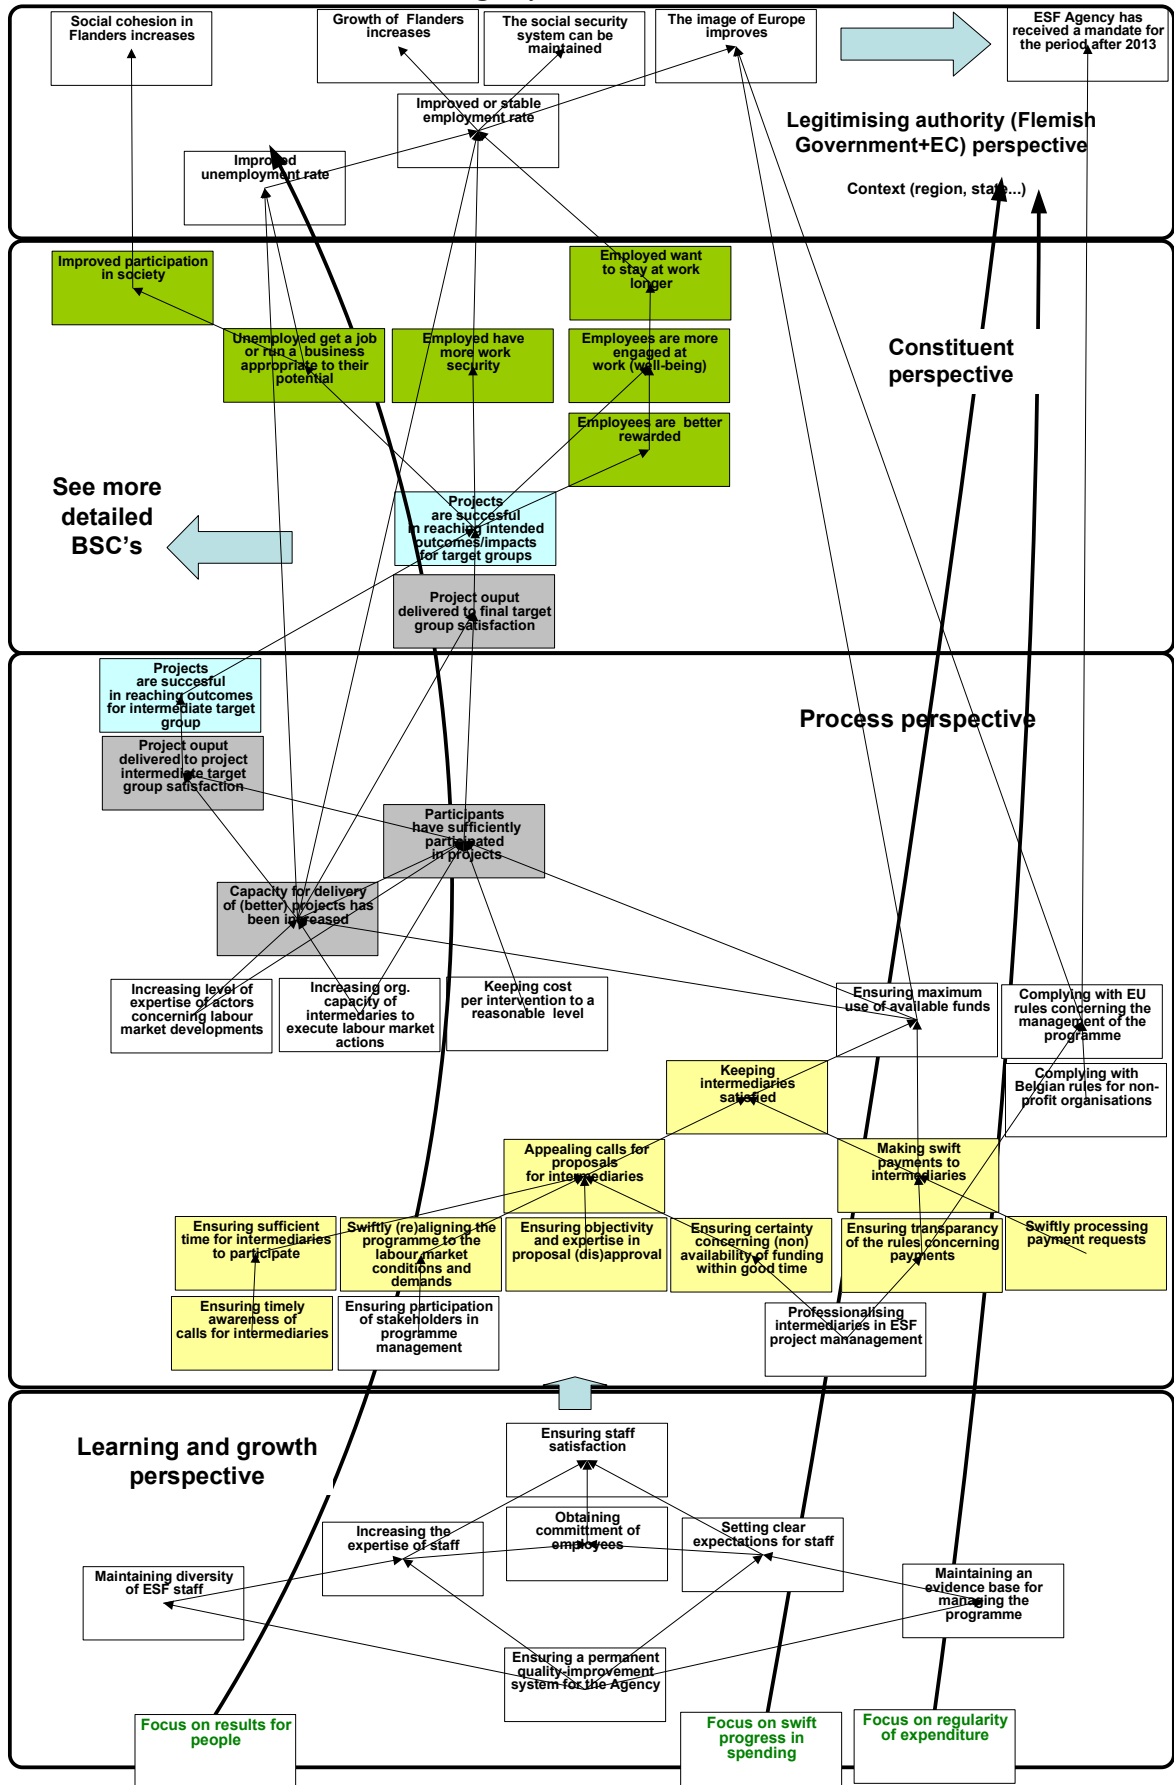 Social cohesion in
Flanders increases
Growth of Flanders
increases
The social security
system can be
maintained
The image of Europe
improves
ESF Agency has
received a mandate for
the period after 2013
Improved or stable
employment rate
Legitimising authority (Flemish
Government+EC) perspective
Improved
unemployment rate
Context (region, state...)
Improved participation
in society
Employed want
to stay at work
longer
Unemployed get a job
or run a business
appropriate to their
potential
Employed have
more work
security
Employees are more
engaged at
work (well-being)
Constituent
perspective
Employees are better
rewarded
See more
detailed
BSC's
Projects
are succesful
in reaching intended
outcomes/impacts
for target groups
Project ouput
delivered to final target
group satisfaction
Projects
are succesful
in reaching outcomes
for intermediate target
group
Process perspective
Project ouput
delivered to project
intermediate target
group satisfaction
Participants
have sufficiently
participated
in projects
Capacity for delivery
of (better) projects has
been increased
Increasing level of
expertise of actors
concerning labour
market developments
Increasing org.
capacity of
intermedaries to
execute labour market
actions
Keeping cost
per intervention to a
reasonable level
Ensuring maximum
use of available funds
Complying with EU
rules concerning the
management of the
programme
Keeping
intermediaries
satisfied
Complying with
Belgian rules for non-
profit organisations
Appealing calls for
proposals
for intermediaries
Making swift
payments to
intermediaries
Ensuring sufficient
time for intermediaries
to participate
Swiftly (re)aligning the
programme to the
labour market
conditions and
demands
Ensuring objectivity
and expertise in
proposal (dis)approval
Ensuring certainty
concerning (non)
availability of funding
within good time
Ensuring transparancy
of the rules concerning
payments
Swiftly processing
payment requests
Ensuring timely
awareness of
calls for intermediaries
Ensuring participation
of stakeholders in
programme
management
Professionalising
intermediaries in ESF
project mananagement
Learning and growth
perspective
Ensuring staff
satisfaction
Increasing the
expertise of staff
Obtaining
committment of
employees
Setting clear
expectations for staff
Maintaining diversity
of ESF staff
Maintaining an
evidence base for
managing the
programme
Ensuring a permanent
quality-improvement
system for the Agency
Focus on results for
people
Focus on swift
progress in
spending
Focus on regularity
of expenditure